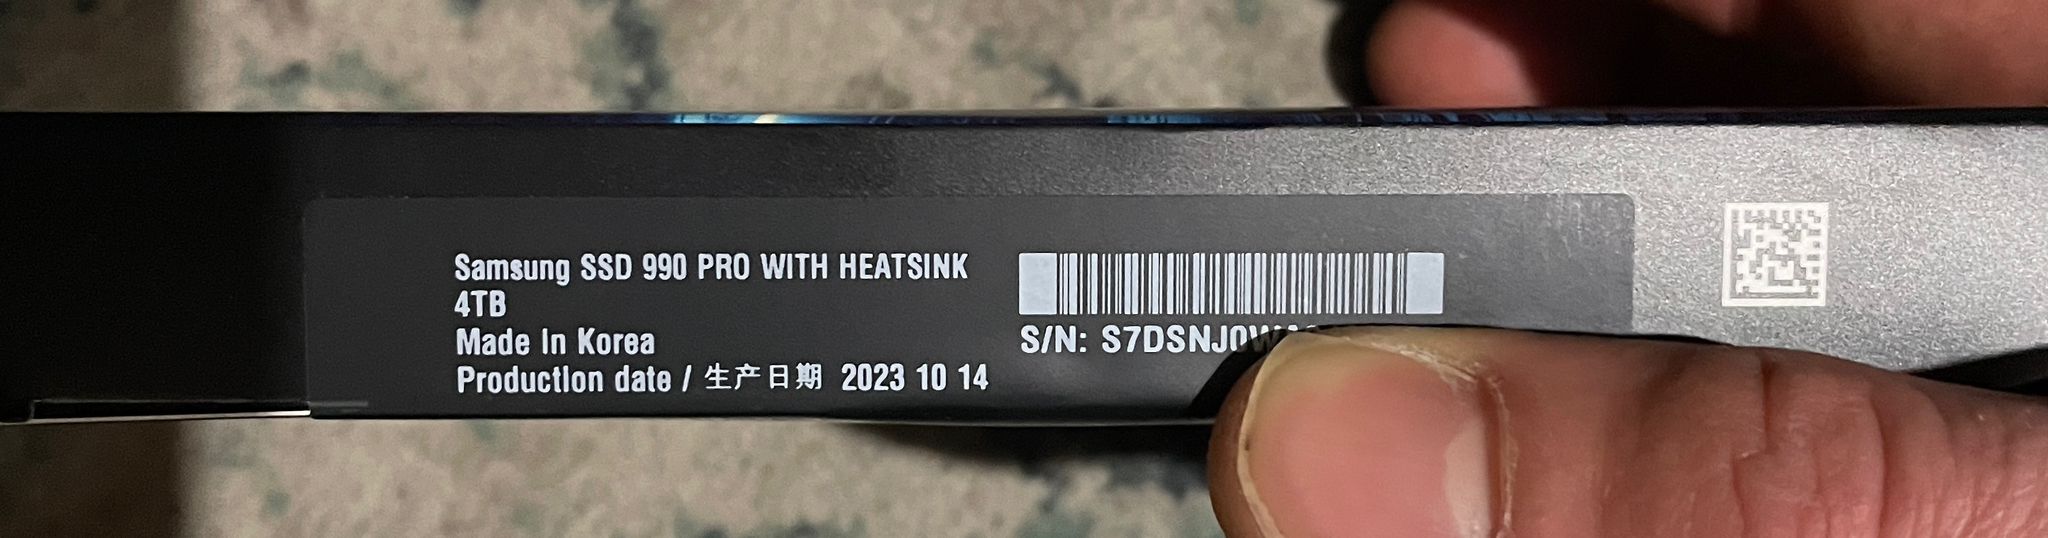 Samsung SSD 990 PRO WITH HEATSINK
4TB
Made in Korea
Production date / 生产日期 2023 10 14
S/N: